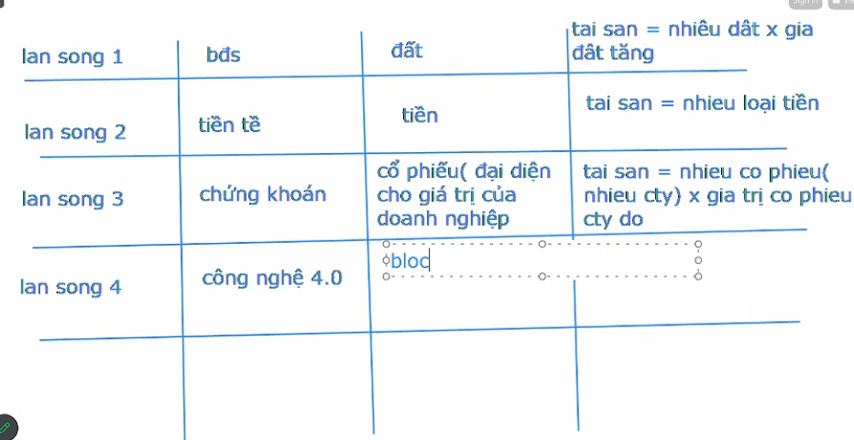 tai san = nhiêu dât x gia
đât tăng
lan song 1
bđs
đất
lan song 2
tiền tề
tiền
tai san = nhieu loại tiền
lan song 3
chứng khoán
cổ phiếu( đại diện
cho giá trị của
doanh nghiệp
tai san = nhieu co phieu(
nhieu cty) x gia trị co phieu
cty do
lan song 4
công nghệ 4.0
bloc